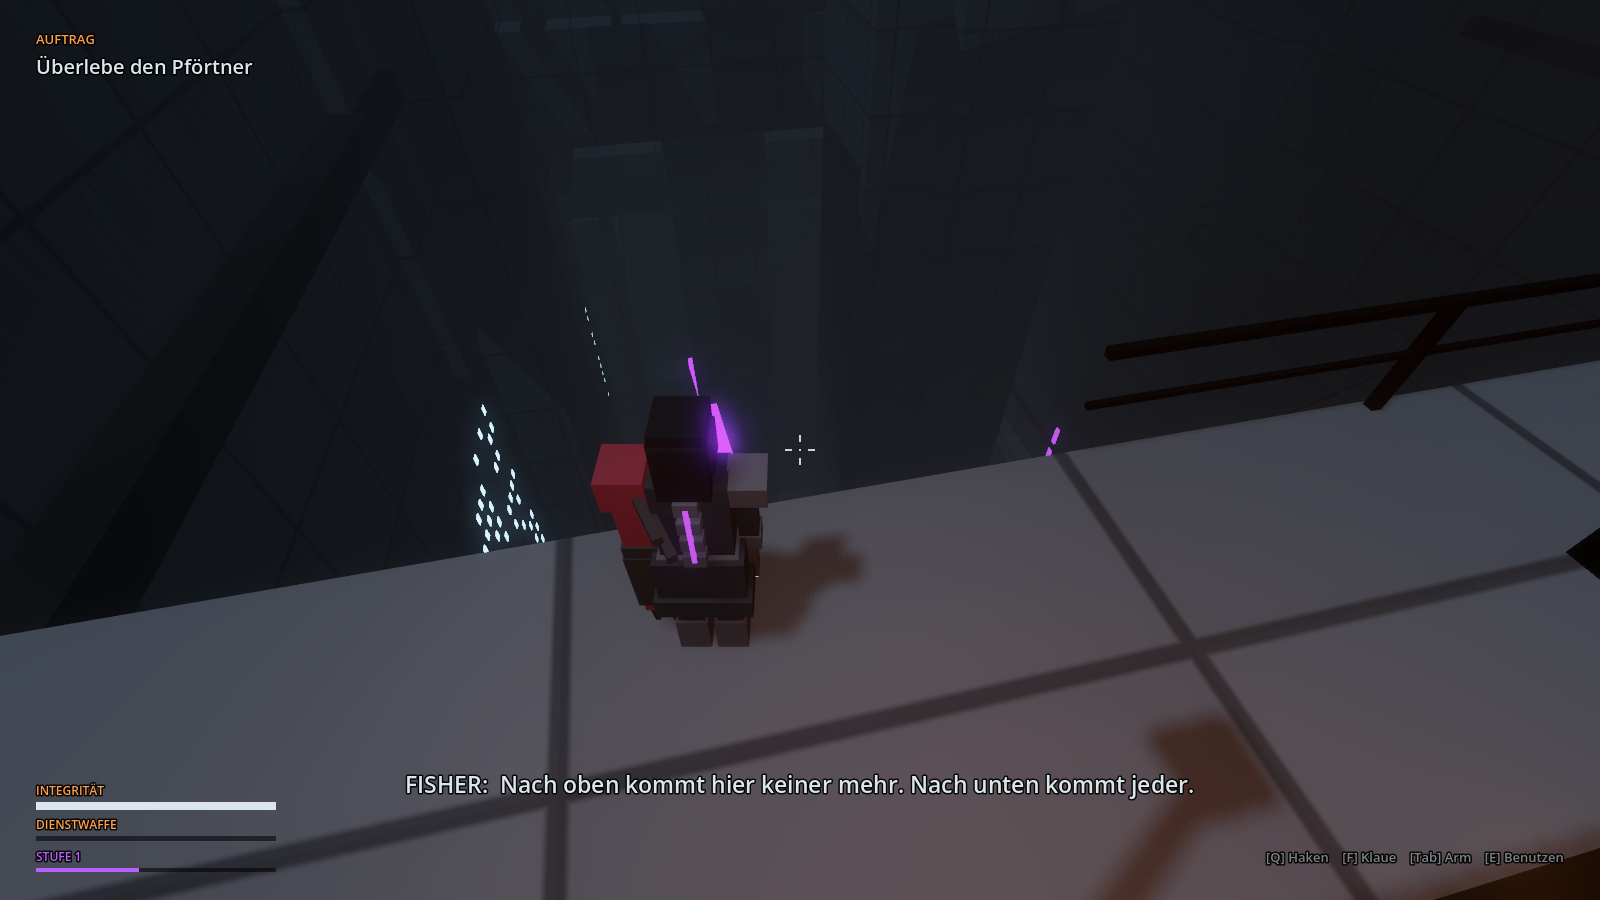 AUFTRAG
Überlebe den Pförtner
FISHER: Nach oben kommt hier keiner mehr. Nach unten kommt jeder.
INTEGRITÄT
DIENSTWAFFE
STUFE 1
[Q] Haken [F] Klaue [Tab] Arm [E] Benutzen